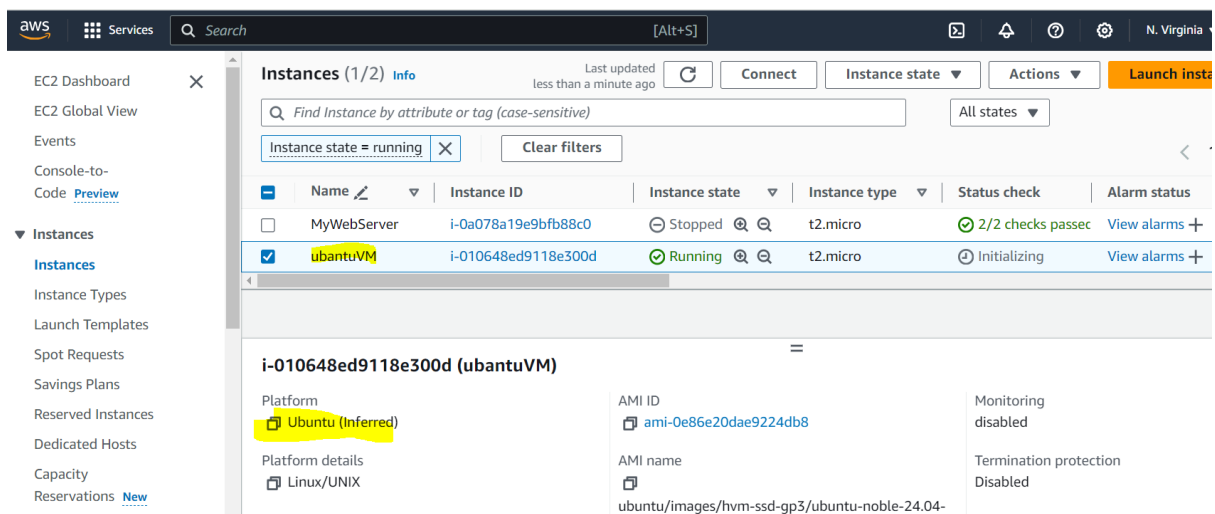 aws Services Search [Alt+S] N. Virginia
EC2 Dashboard
EC2 Global View
Events
Console-to-
Code Preview
Instances
Instances
Instance Types
Launch Templates
Spot Requests
Savings Plans
Reserved Instances
Dedicated Hosts
Capacity
Reservations New
Instances (1/2) Info
Last updated
less than a minute ago
Connect Instance state Actions Launch insta
Find Instance by attribute or tag (case-sensitive) All states
Instance state = running Clear filters
Name Instance ID Instance state Instance type Status check Alarm status
MyWebServer i-0a078a19e9bfb88c0 Stopped t2.micro 2/2 checks passec View alarms
ubantuVM i-010648ed9118e300d Running t2.micro Initializing View alarms
i-010648ed9118e300d (ubantuVM)
Platform AMI ID Monitoring
Ubuntu (Inferred) ami-0e86e20dae9224db8 disabled
Platform details AMI name Termination protection
Linux/UNIX Disabled
ubuntu/images/hvm-ssd-gp3/ubuntu-noble-24.04-